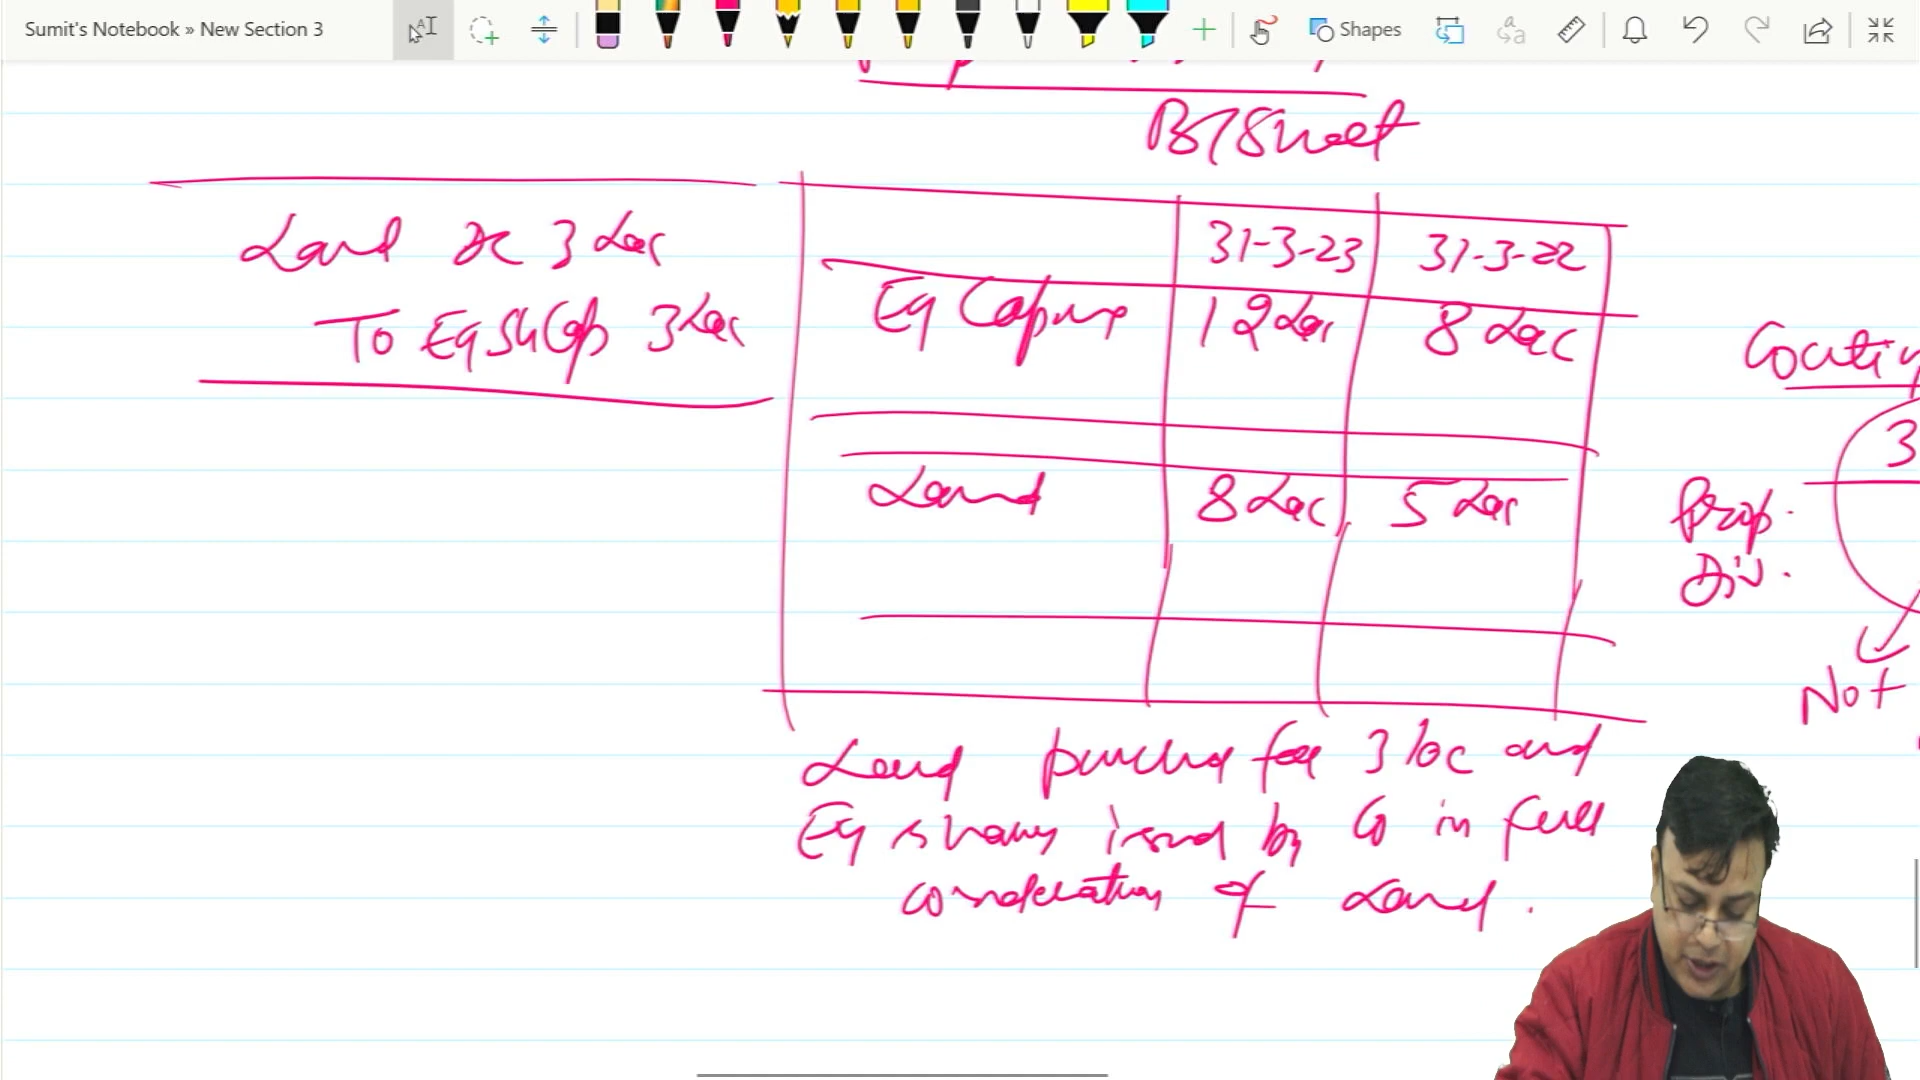 Sumit's Notebook » New Section 3
Shapes
B/Sheet
31-3-23 31-3-22
Land Dr 3 Lac
To Eq Sh Cap 3 Lac
Eq Capital 12 Lac 8 Lac
Land 8 Lac 5 Lac
Prop.
Div.
3
Not
Land purchased for 3 lac and
Eq shares issued by Co in full
consideration of Land.